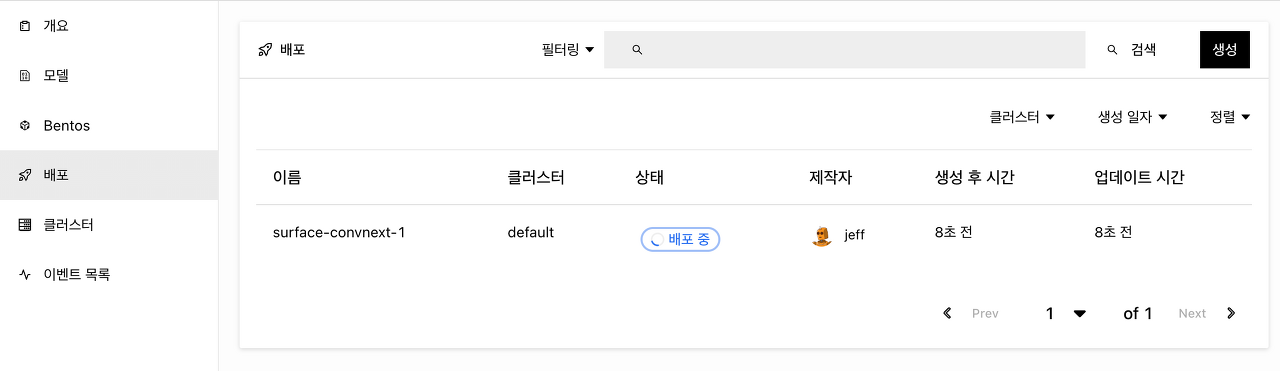 개요
모델
Bentos
배포
클러스터
이벤트 목록
배포 필터링 검색 생성
클러스터 생성 일자 정렬
이름 클러스터 상태 제작자 생성 후 시간 업데이트 시간
surface-convnext-1 default 배포 중 jeff 8초 전 8초 전
Prev 1 of 1 Next